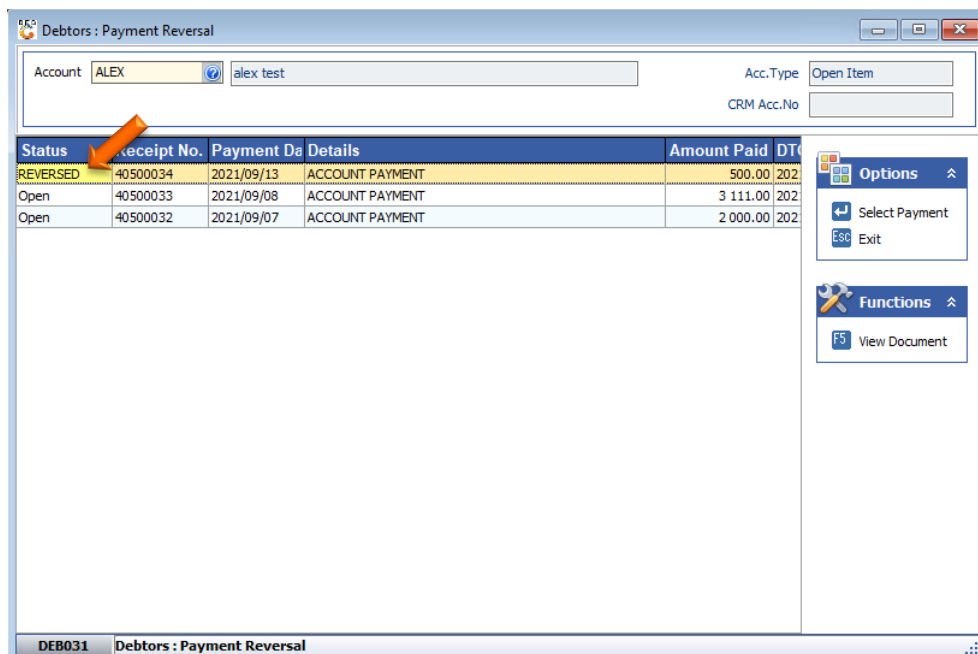 Debtors : Payment Reversal
Account ALEX alex test Acc.Type Open Item
CRM Acc.No
Status Receipt No. Payment Da Details Amount Paid DTC
REVERSED 40500034 2021/09/13 ACCOUNT PAYMENT 500.00 202
Open 40500033 2021/09/08 ACCOUNT PAYMENT 3 111.00 202
Open 40500032 2021/09/07 ACCOUNT PAYMENT 2 000.00 202
Options
Select Payment
Esc Exit
Functions
F5 View Document
DEB031 Debtors : Payment Reversal